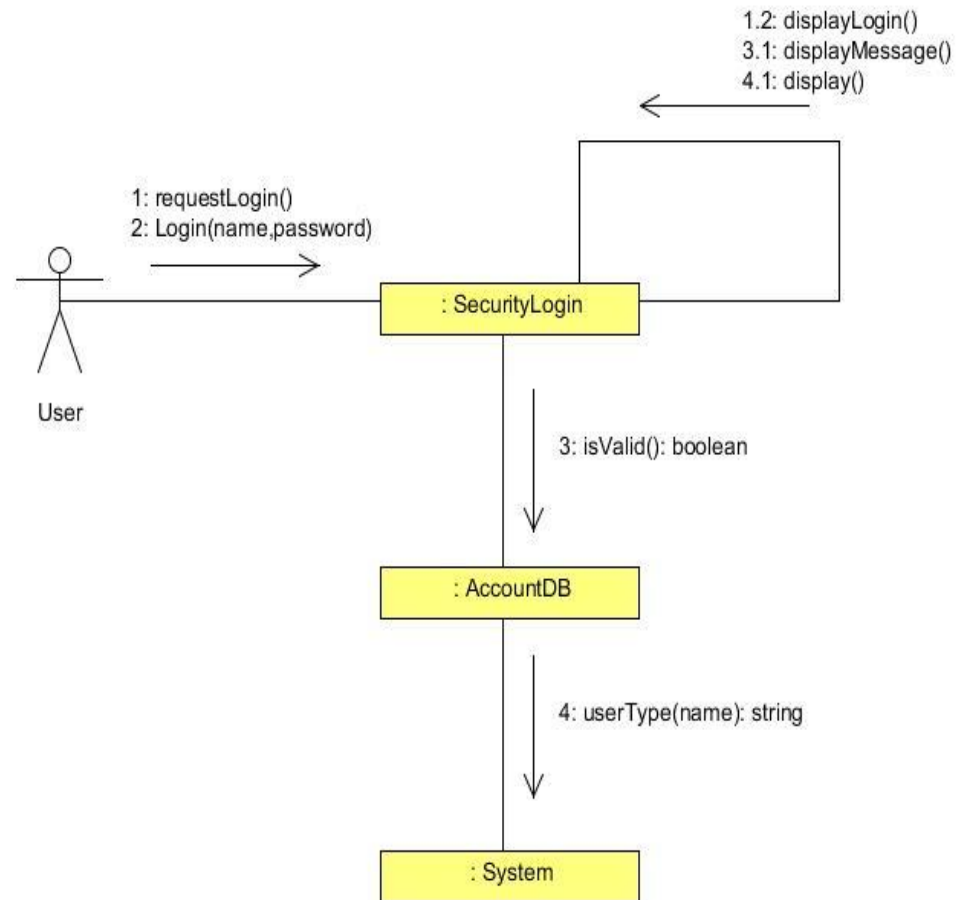 1.2: displayLogin()
3.1: displayMessage()
4.1: display()
1: requestLogin()
2: Login(name,password)
: SecurityLogin
User
3: isValid(): boolean
: AccountDB
4: userType(name): string
: System